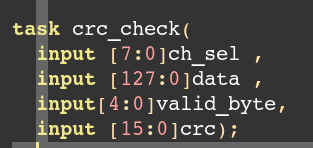 task crc_check(
input [7:0]ch_sel ,
input [127:0]data ,
input[4:0]valid_byte,
input [15:0]crc);